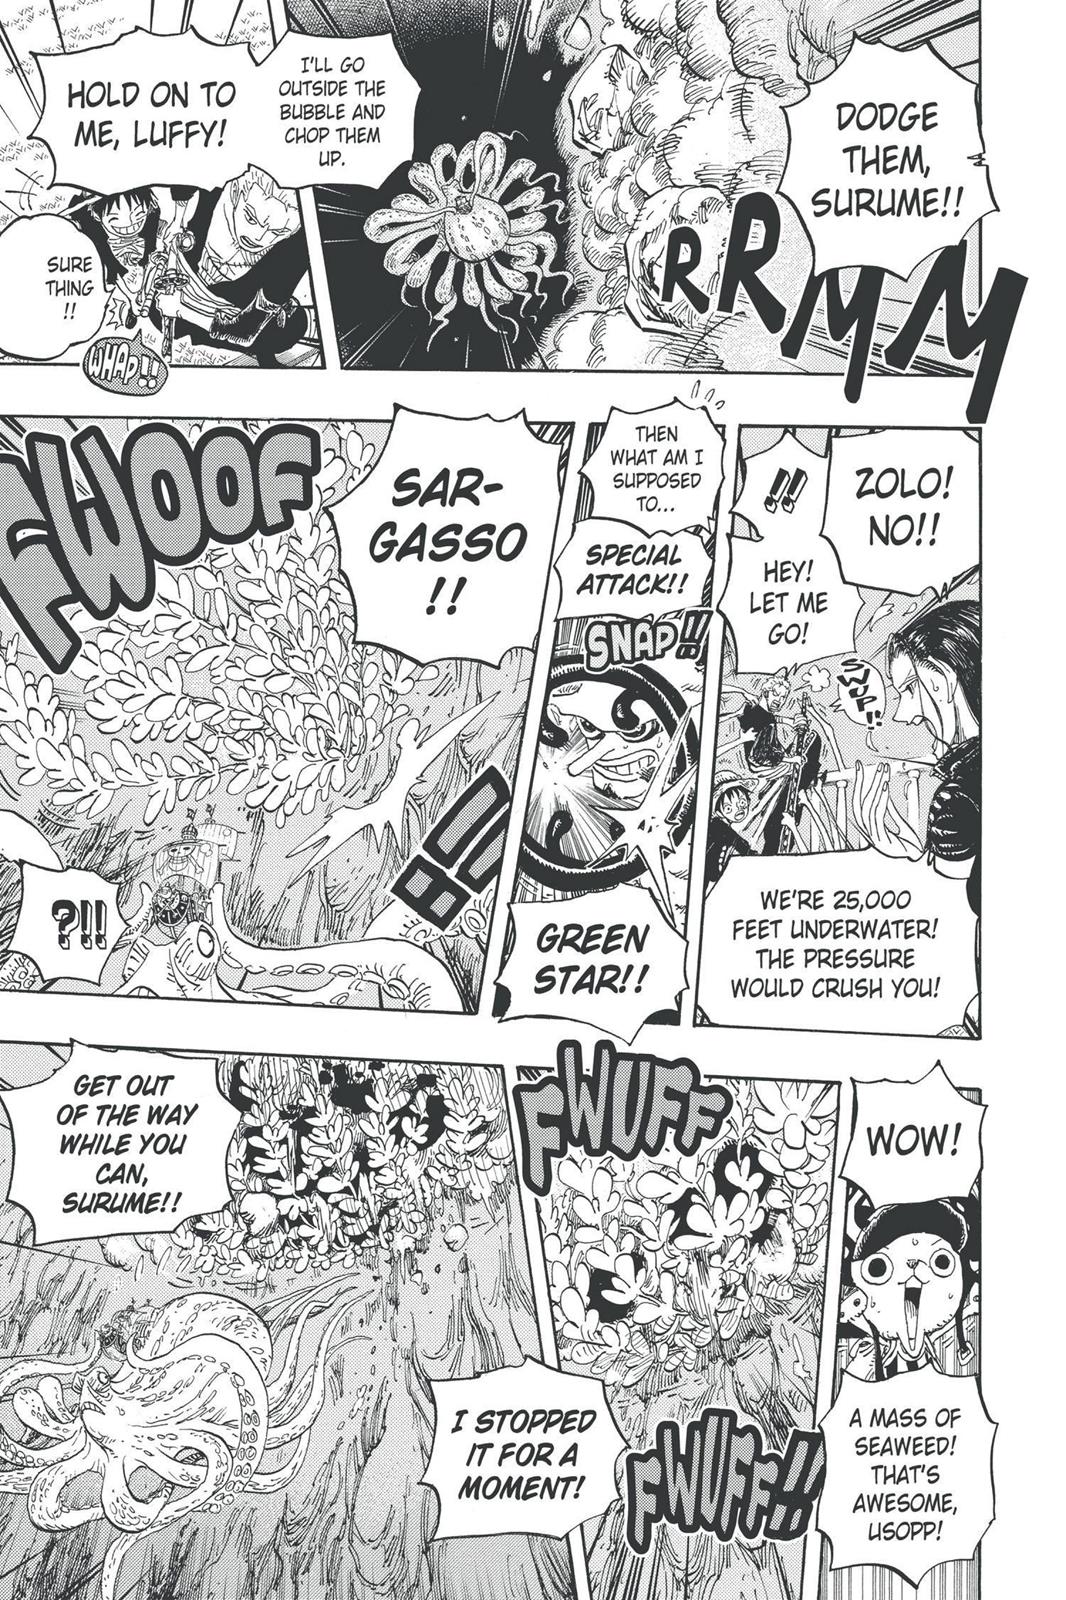 DODGE
THEM,
SURUME!!
RRMM
I'LL GO
OUTSIDE THE
BUBBLE AND
CHOP THEM
UP.
HOLD ON TO
ME, LUFFY!
SURE
THING
!!
WHAP!!
ZOLO!
NO!!
!!
HEY!
LET ME
GO!
SWUP!!
WE'RE 25,000
FEET UNDERWATER!
THE PRESSURE
WOULD CRUSH YOU!
THEN
WHAT AM I
SUPPOSED
TO...
SPECIAL
ATTACK!!
SNAP!!
GREEN
STAR!!
SAR-
GASSO
!!
FWOOF
!!
?!!
WOW!
A MASS OF
SEAWEED!
THAT'S
AWESOME,
USOPP!
FWUFF
FWUFF!!
I STOPPED
IT FOR A
MOMENT!
GET OUT
OF THE WAY
WHILE YOU
CAN,
SURUME!!